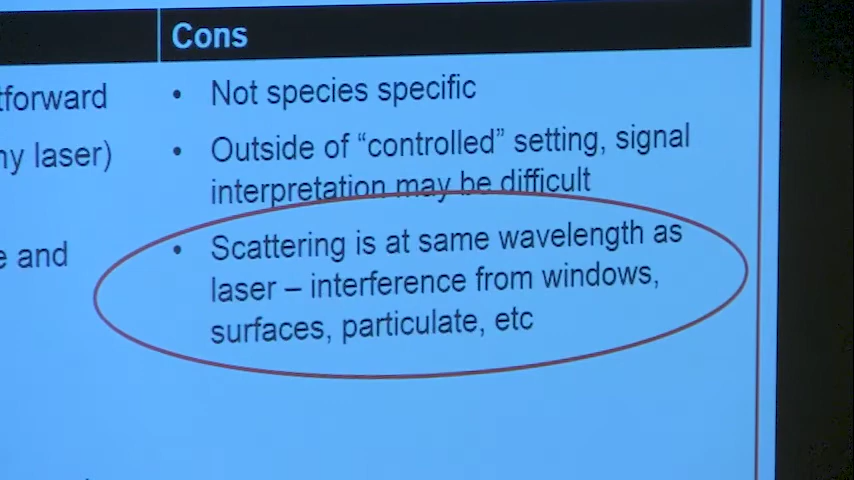 Cons
tforward
• Not species specific
ny laser)
• Outside of “controlled” setting, signal
interpretation may be difficult
e and
• Scattering is at same wavelength as
laser – interference from windows,
surfaces, particulate, etc